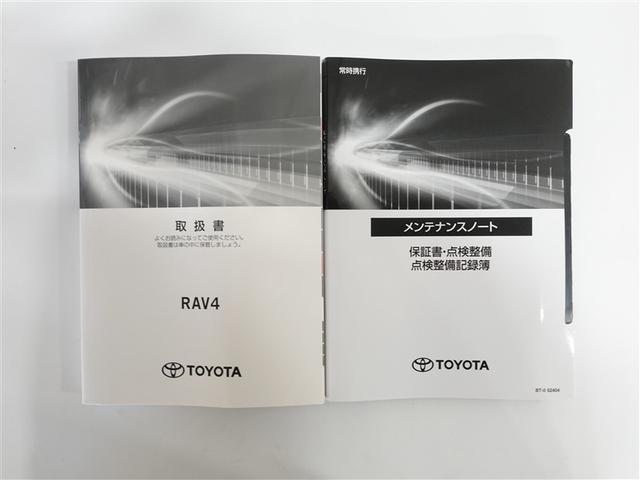 取扱書
よくお読みになってご使用ください。
取扱書は車の中に保管しましょう。
RAV4
TOYOTA
常時携行
メンテナンスノート
保証書・点検整備
点検整備記録簿
TOYOTA
BT-0 02404